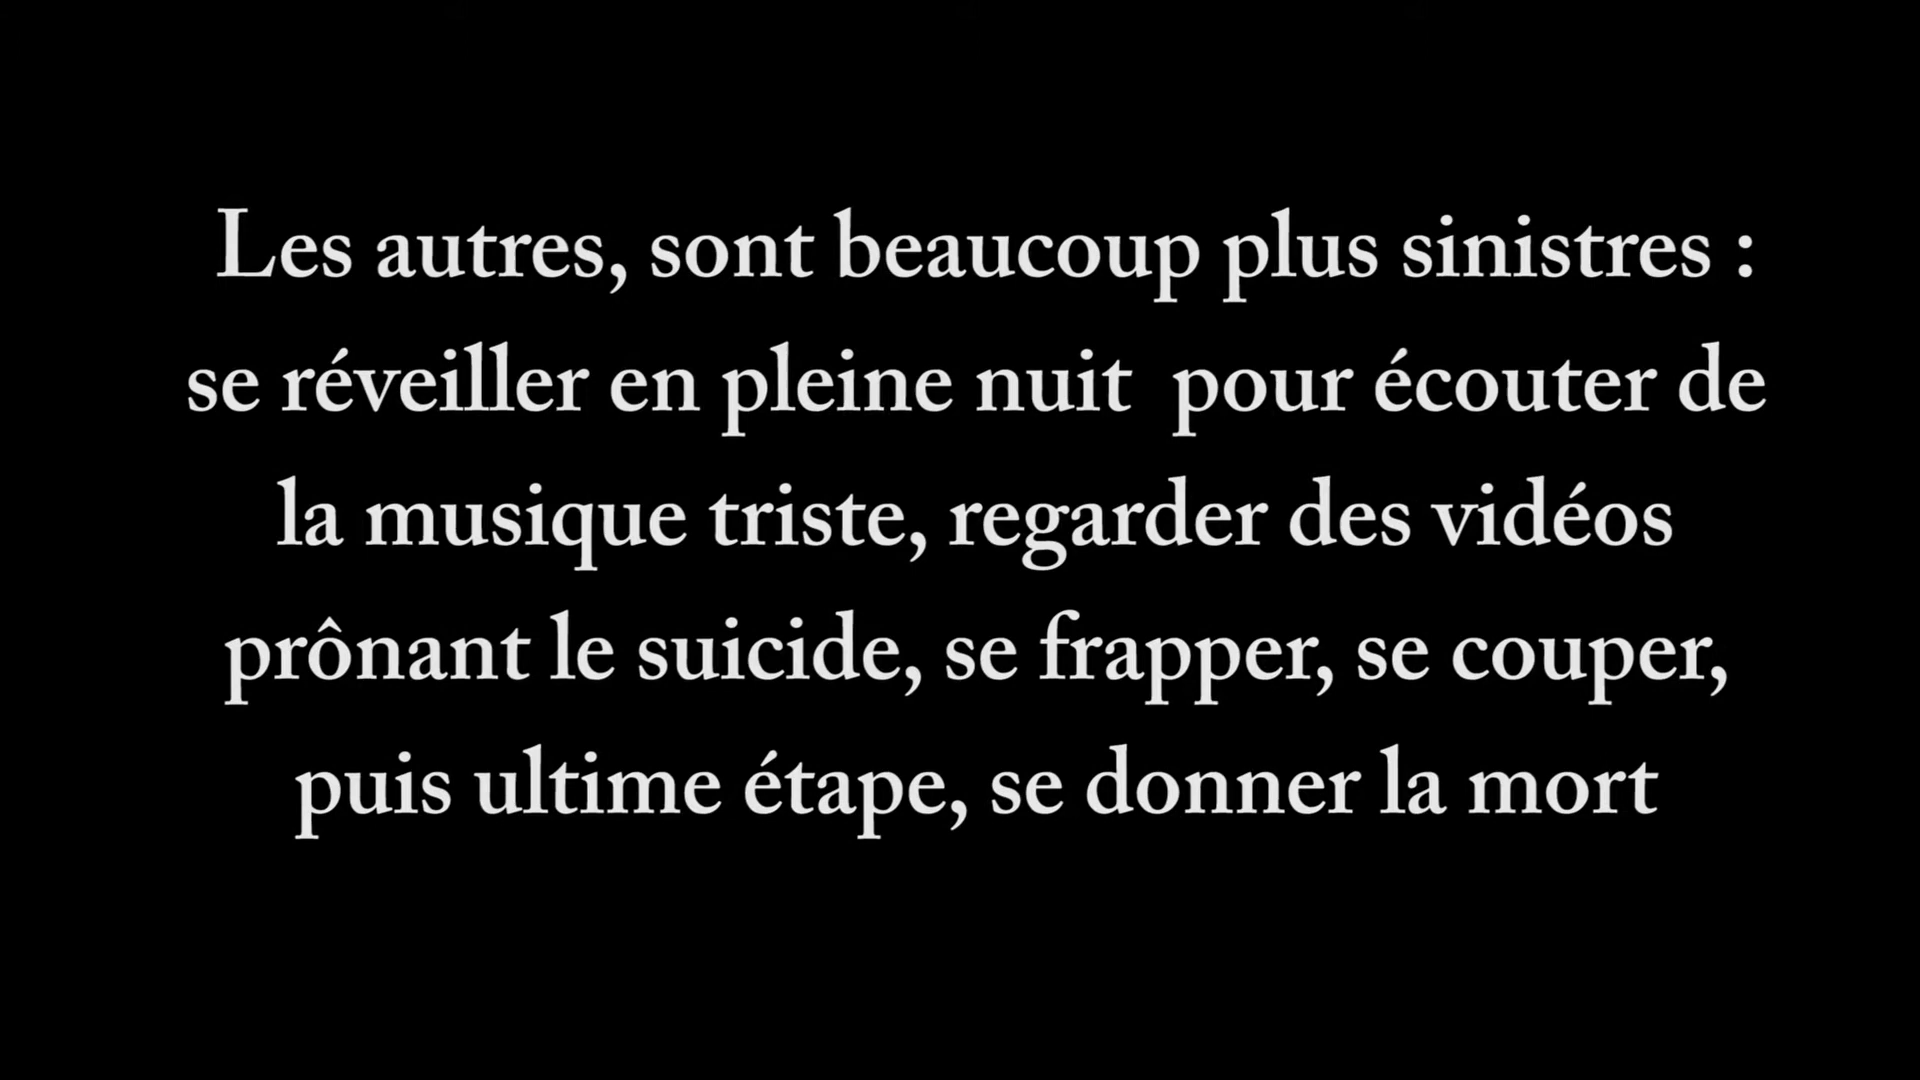 Les autres, sont beaucoup plus sinistres :
se réveiller en pleine nuit  pour écouter de
la musique triste, regarder des vidéos
prônant le suicide, se frapper, se couper,
puis ultime étape, se donner la mort